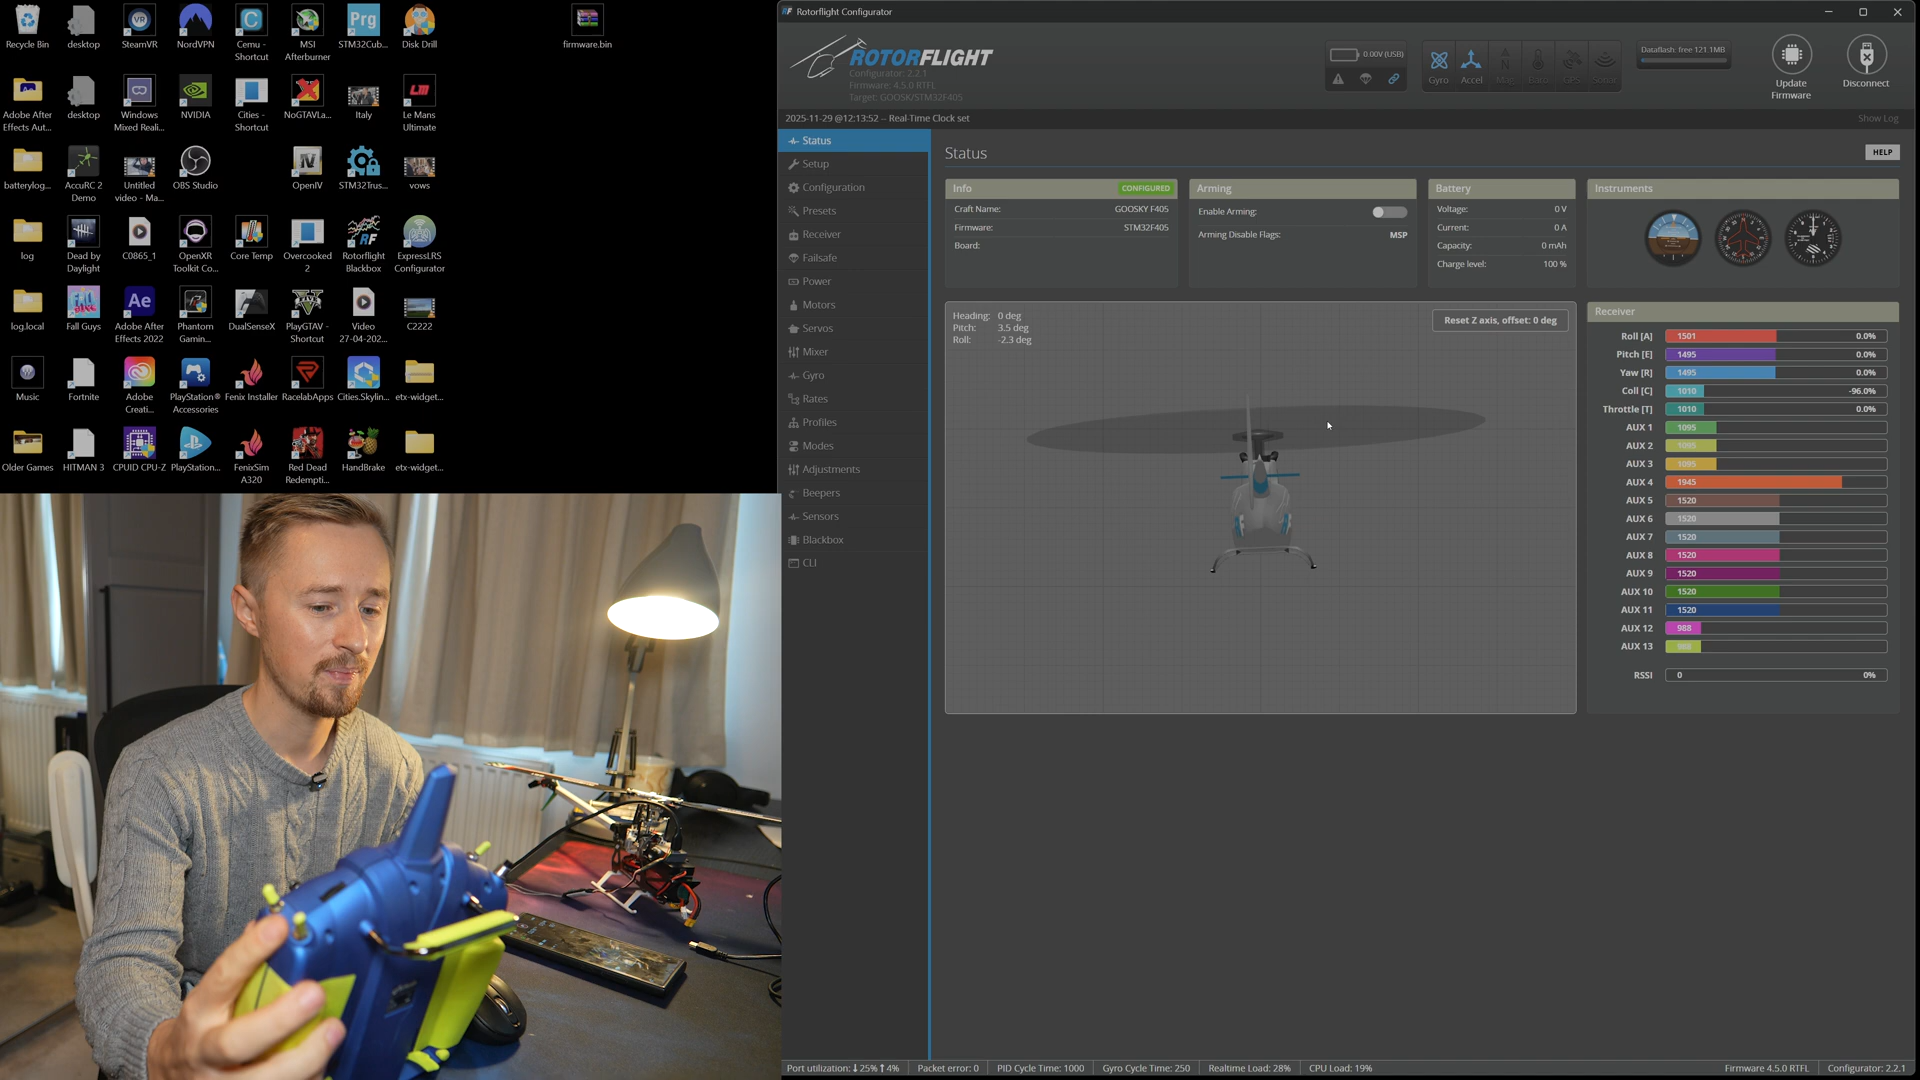 Recycle Bin
desktop
SteamVR
NordVPN
Cemu -
Shortcut
MSI
Afterburner
STM32Cub...
Disk Drill
firmware.bin
Adobe After
Effects Aut...
desktop
Windows
Mixed Reali...
NVIDIA
Cities -
Shortcut
NoGTAVLa...
Italy
Le Mans
Ultimate
batterylog...
AccuRC 2
Demo
Untitled
video - Ma...
OBS Studio
OpenIV
STM32Trus...
vows
log
Dead by
Daylight
C0865_1
OpenXR
Toolkit Co...
Core Temp
Overcooked
2
Rotorflight
Blackbox
ExpressLRS
Configurator
log.local
Fall Guys
Adobe After
Effects 2022
Phantom
Gamin...
DualSenseX
PlayGTAV -
Shortcut
Video
27-04-202...
C2222
Music
Fortnite
Adobe
Creati...
PlayStation®
Accessories
Fenix Installer
RacelabApps
Cities.Skylin...
etx-widget...
Older Games
HITMAN 3
CPUID CPU-Z
PlayStation...
FenixSim
A320
Red Dead
Redempti...
HandBrake
etx-widget...
Rotorflight Configurator
ROTORFLIGHT
Configurator: 2.2.1
Firmware: 4.5.0 RTFL
Target: GOOSK/STM32F405
0.00V (USB)
Gyro
Accel
Mag
Baro
GPS
Sonar
Dataflash: free 121.1MB
Update
Firmware
Disconnect
2025-11-29 @12:13:52 -- Real-Time Clock set
Show Log
Status
Setup
Configuration
Presets
Receiver
Failsafe
Power
Motors
Servos
Mixer
Gyro
Rates
Profiles
Modes
Adjustments
Beepers
Sensors
Blackbox
CLI
Status
HELP
Info
CONFIGURED
Craft Name: GOOSKY F405
Firmware: STM32F405
Board:
Arming
Enable Arming:
Arming Disable Flags: MSP
Battery
Voltage: 0 V
Current: 0 A
Capacity: 0 mAh
Charge level: 100 %
Instruments
Heading: 0 deg
Pitch: 3.5 deg
Roll: -2.3 deg
Reset Z axis, offset: 0 deg
Receiver
Roll [A] 1501 0.0%
Pitch [E] 1495 0.0%
Yaw [R] 1495 0.0%
Coll [C] 1010 -96.0%
Throttle [T] 1010 0.0%
AUX 1 1095
AUX 2 1095
AUX 3 1095
AUX 4 1945
AUX 5 1520
AUX 6 1520
AUX 7 1520
AUX 8 1520
AUX 9 1520
AUX 10 1520
AUX 11 1520
AUX 12 988
AUX 13 988
RSSI 0 0%
Port utilization: 25% 4%
Packet error: 0
PID Cycle Time: 1000
Gyro Cycle Time: 250
Realtime Load: 28%
CPU Load: 19%
Firmware 4.5.0 RTFL
Configurator: 2.2.1